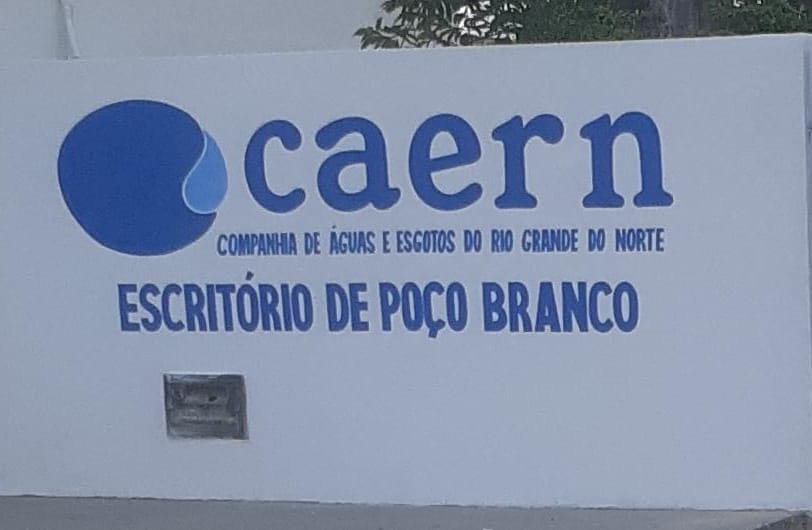 caern
COMPANHIA DE ÁGUAS E ESGOTOS DO RIO GRANDE DO NORTE
ESCRITÓRIO DE POÇO BRANCO